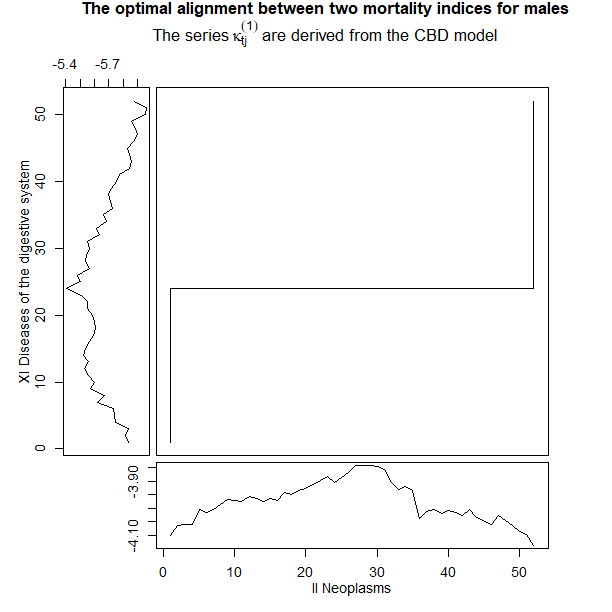 The optimal alignment between two mortality indices for males
The series κ_tj^(1) are derived from the CBD model
-5.4 -5.7
XI Diseases of the digestive system
50
40
30
20
10
0
-3.90
-4.10
0 10 20 30 40 50
II Neoplasms